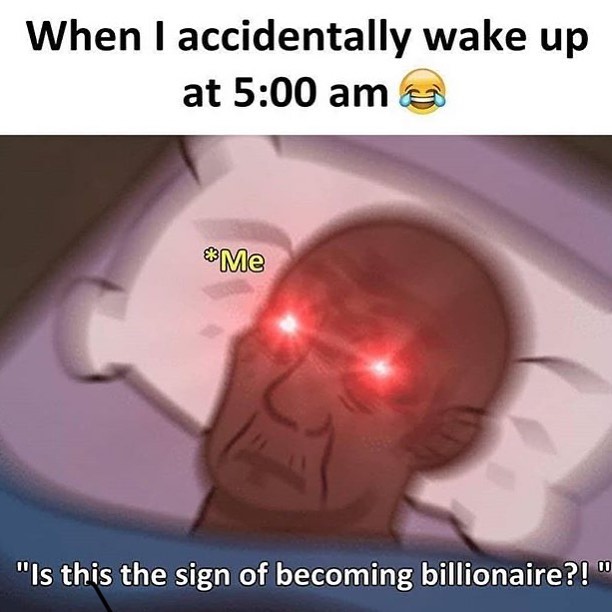 When I accidentally wake up
at 5:00 am 😂
*Me
"Is this the sign of becoming billionaire?! "